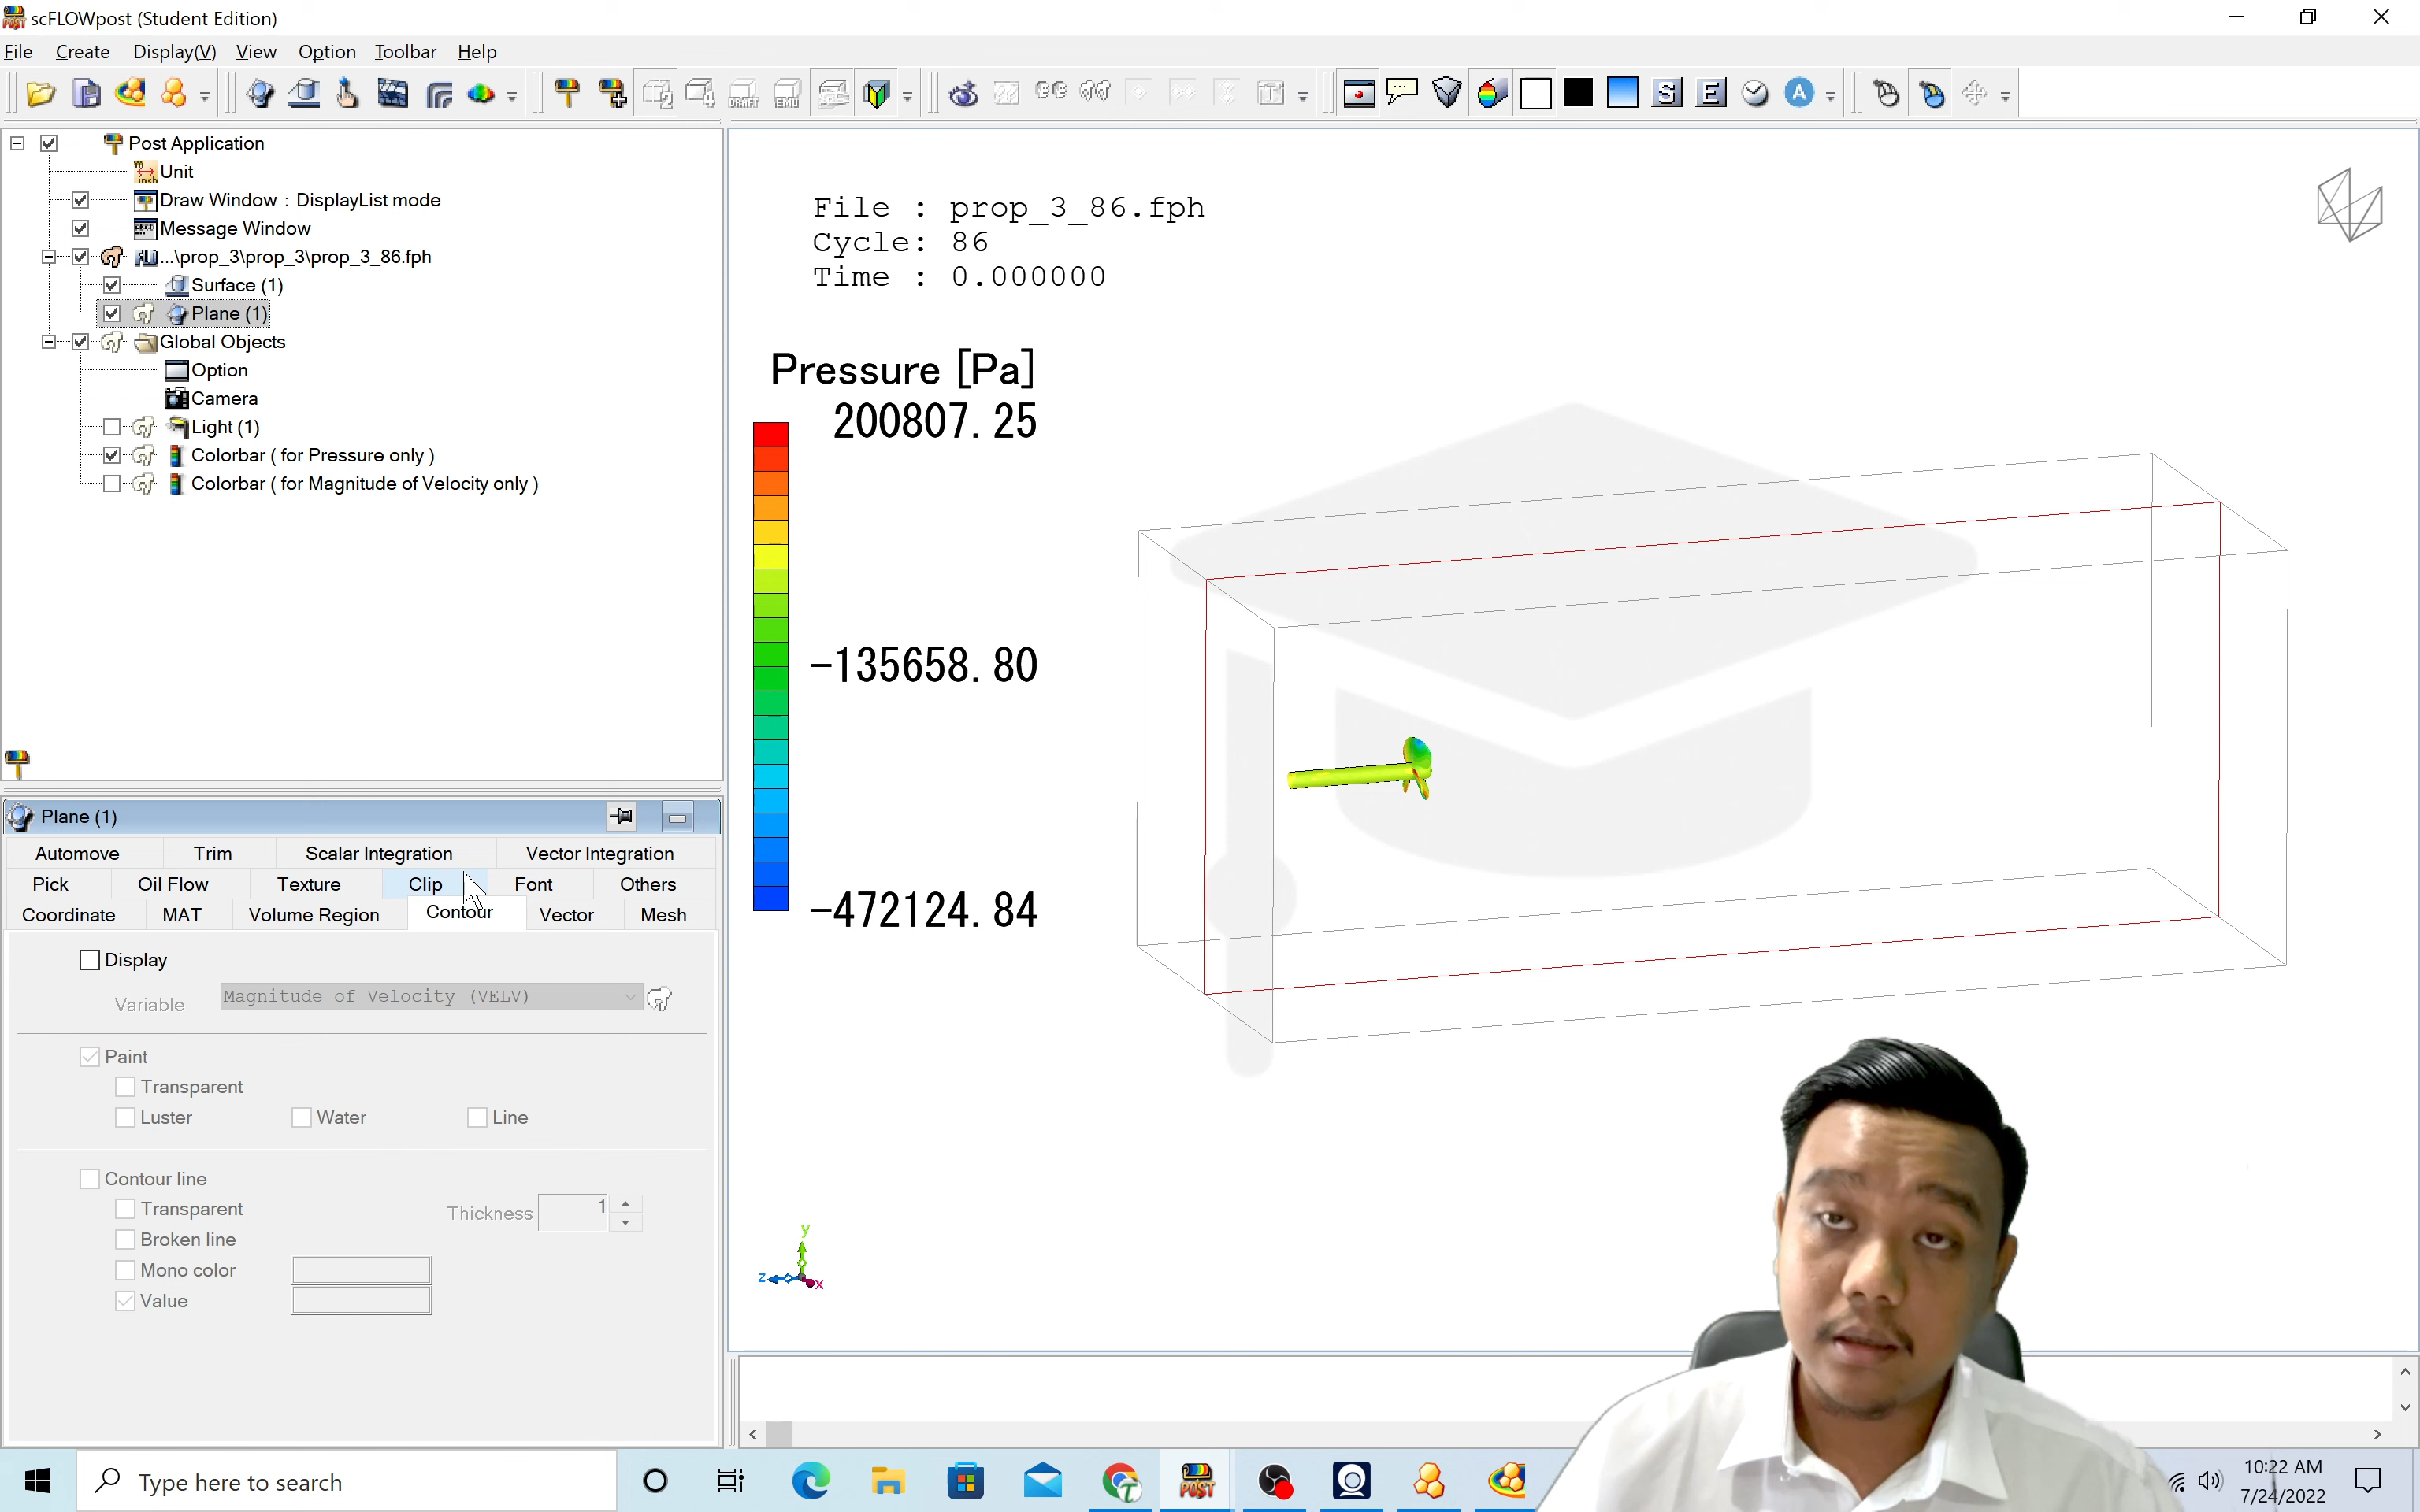 scFLOWpost (Student Edition)
File Create Display(V) View Option Toolbar Help
Post Application
Unit
Draw Window : DisplayList mode
Message Window
...\prop_3\prop_3\prop_3_86.fph
Surface (1)
Plane (1)
Global Objects
Option
Camera
Light (1)
Colorbar ( for Pressure only )
Colorbar ( for Magnitude of Velocity only )
File : prop_3_86.fph
Cycle: 86
Time : 0.000000
Pressure [Pa]
200807.25
-135658.80
-472124.84
y
z x
Plane (1)
Automove Trim Scalar Integration Vector Integration
Pick Oil Flow Texture Clip Font Others
Coordinate MAT Volume Region Contour Vector Mesh
Display
Variable Magnitude of Velocity (VELV)
Paint
Transparent
Luster Water Line
Contour line
Transparent Thickness 1
Broken line
Mono color
Value
Type here to search
POST
10:22 AM
7/24/2022